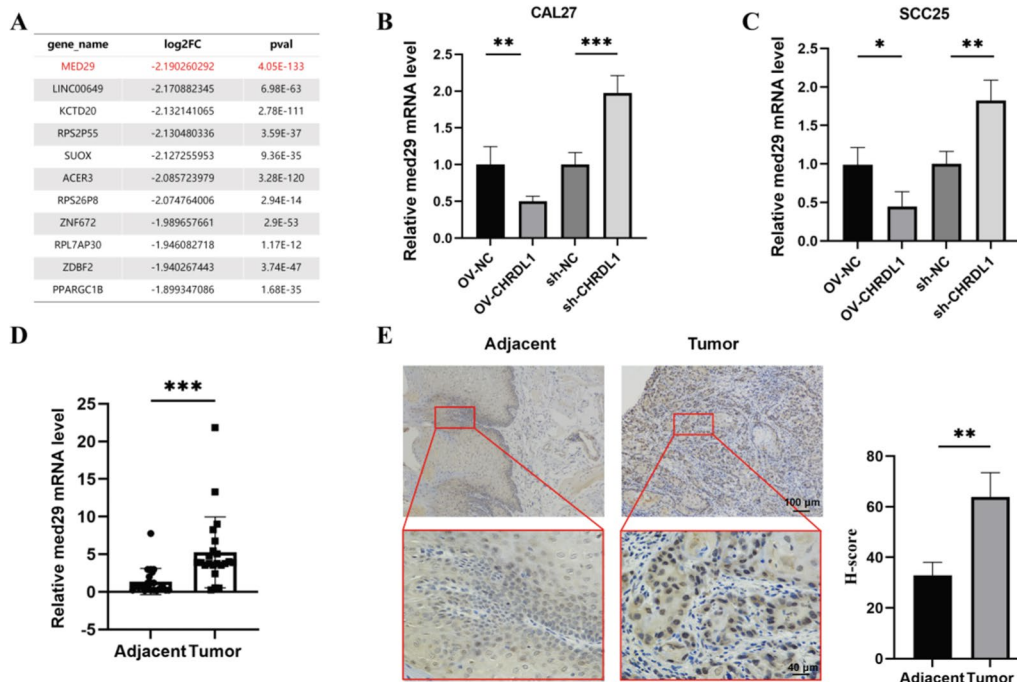 A
gene_name log2FC pval
MED29 -2.190260292 4.05E-133
LINC00649 -2.170882345 6.98E-63
KCTD20 -2.132141065 2.78E-111
RPS2P55 -2.130480336 3.59E-37
SUOX -2.127255953 9.36E-35
ACER3 -2.085723979 3.28E-120
RPS26P8 -2.074764006 2.94E-14
ZNF672 -1.989657661 2.9E-53
RPL7AP30 -1.946082718 1.17E-12
ZDBF2 -1.940267443 3.74E-47
PPARGC1B -1.899347086 1.68E-35
B
CAL27
Relative med29 mRNA level
2.5
2.0
1.5
1.0
0.5
0.0
** ***
OV-NC
OV-CHRDL1
sh-NC
sh-CHRDL1
C
SCC25
Relative med29 mRNA level
2.5
2.0
1.5
1.0
0.5
0.0
* **
OV-NC
OV-CHRDL1
sh-NC
sh-CHRDL1
D
Relative med29 mRNA level
25
20
15
10
5
0
-5
***
Adjacent Tumor
E
Adjacent Tumor
100 μm
40 μm
H-score
80
60
40
20
0
**
Adjacent Tumor